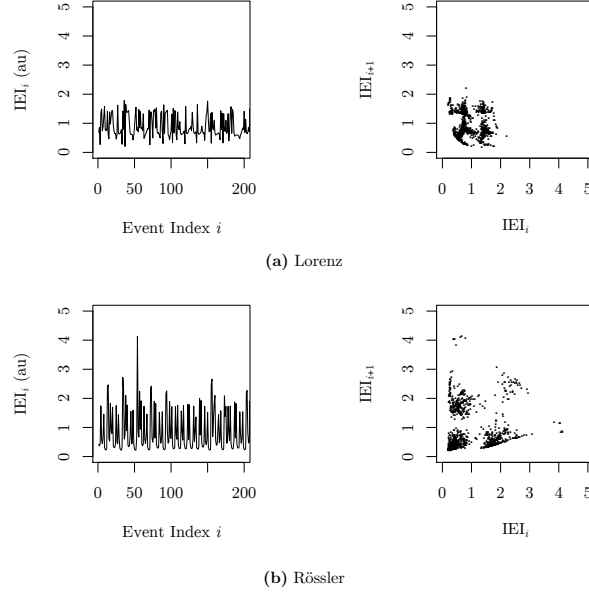 IEI_i (au)
5
4
3
2
1
0
0 50 100 200
Event Index i
IEI_{i+1}
5
4
3
2
1
0
0 1 2 3 4 5
IEI_i
(a) Lorenz
IEI_i (au)
5
4
3
2
1
0
0 50 100 200
Event Index i
IEI_{i+1}
5
4
3
2
1
0
0 1 2 3 4 5
IEI_i
(b) Rössler